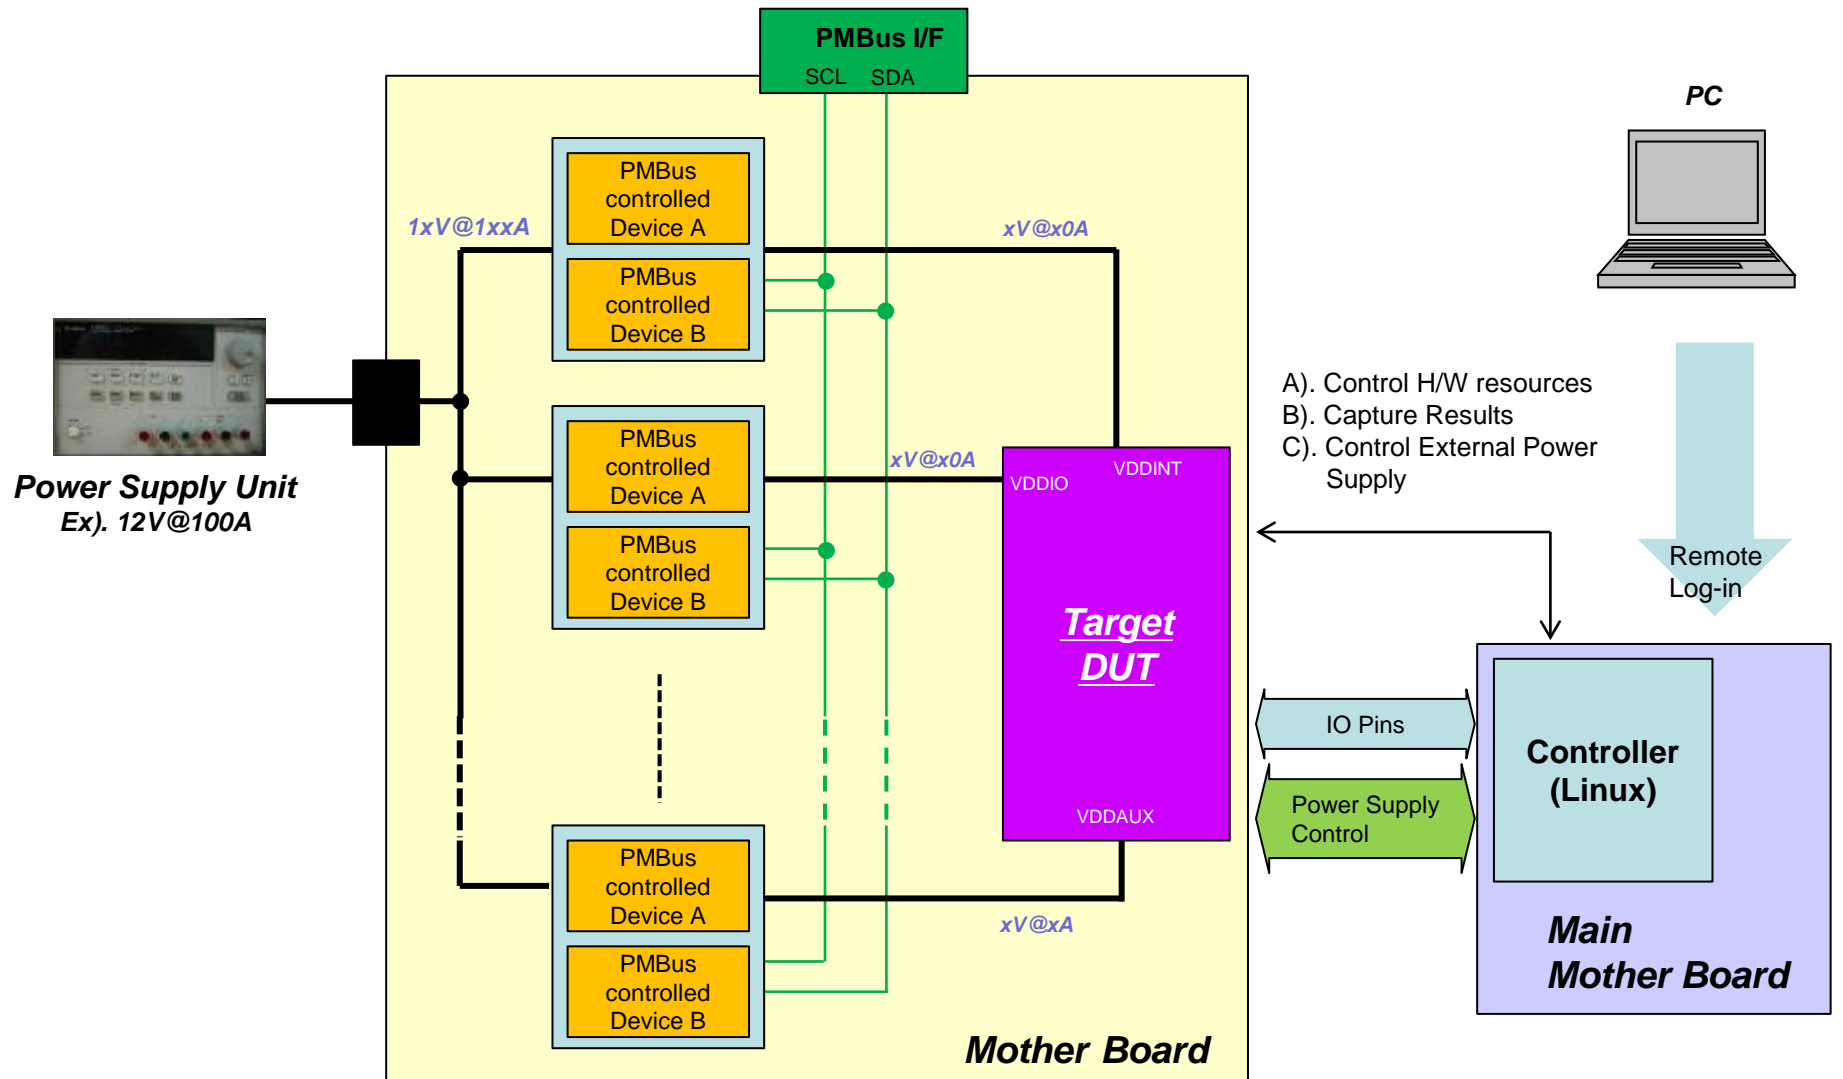 PMBus I/F
SCL SDA
PC
PMBus
controlled
Device A
1xV@1xxA
xV@x0A
PMBus
controlled
Device B
A). Control H/W resources
B). Capture Results
C). Control External Power
Supply
PMBus
controlled
Device A
xV@x0A
VDDIO
VDDINT
Power Supply Unit
Ex). 12V@100A
PMBus
controlled
Device B
Remote
Log-in
Target
DUT
IO Pins
Controller
(Linux)
Power Supply
Control
VDDAUX
PMBus
controlled
Device A
xV@xA
Main
Mother Board
PMBus
controlled
Device B
Mother Board